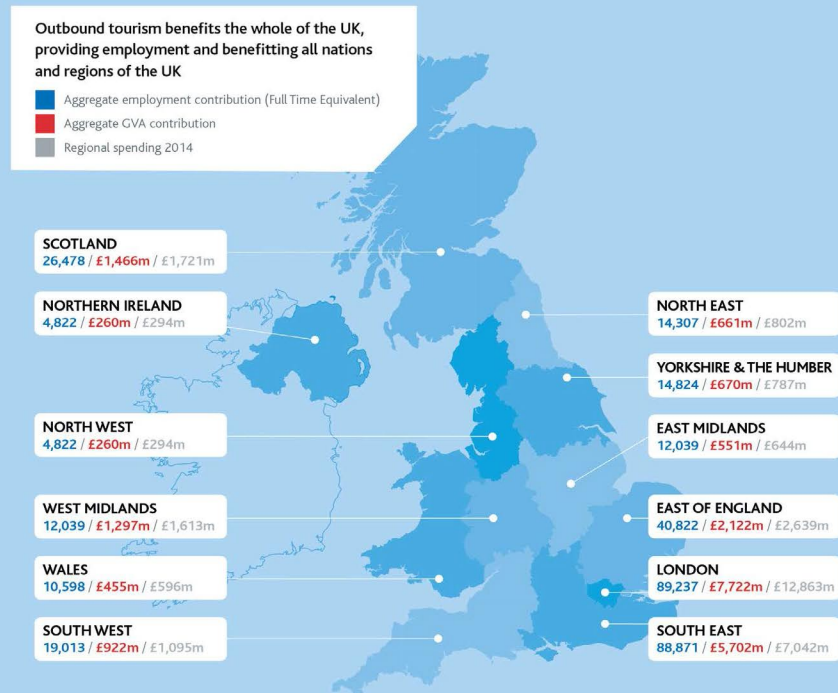 Outbound tourism benefits the whole of the UK,
providing employment and benefitting all nations
and regions of the UK
Aggregate employment contribution (Full Time Equivalent)
Aggregate GVA contribution
Regional spending 2014
SCOTLAND
26,478 / £1,466m / £1,721m
NORTHERN IRELAND
4,822 / £260m / £294m
NORTH WEST
4,822 / £260m / £294m
WEST MIDLANDS
12,039 / £1,297m / £1,613m
WALES
10,598 / £455m / £596m
SOUTH WEST
19,013 / £922m / £1,095m
NORTH EAST
14,307 / £661m / £802m
YORKSHIRE & THE HUMBER
14,824 / £670m / £787m
EAST MIDLANDS
12,039 / £551m / £644m
EAST OF ENGLAND
40,822 / £2,122m / £2,639m
LONDON
89,237 / £7,722m / £12,863m
SOUTH EAST
88,871 / £5,702m / £7,042m